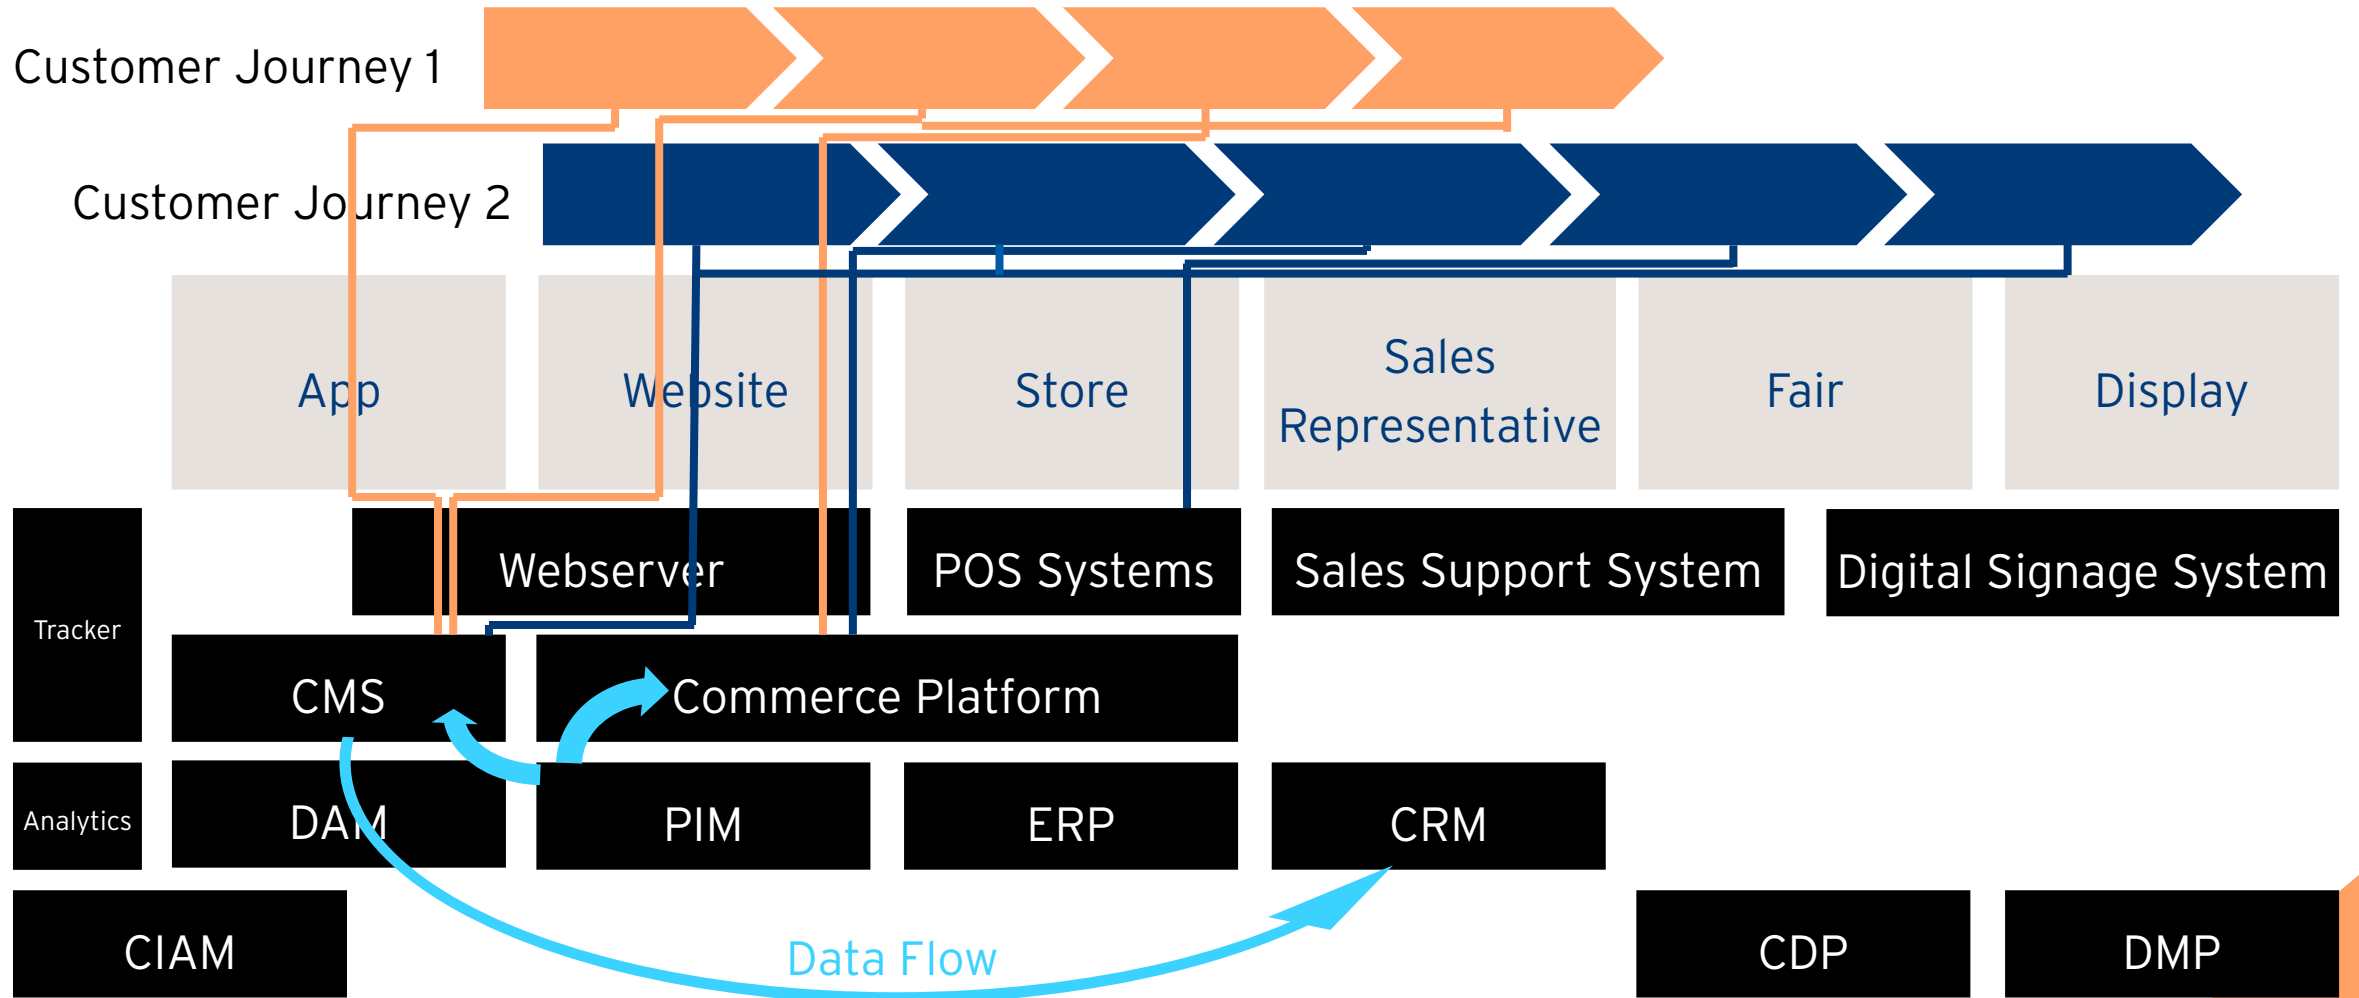 Customer Journey 1
Customer Journey 2
App
Website
Store
Sales
Representative
Fair
Display
Tracker
Webserver
POS Systems
Sales Support System
Digital Signage System
CMS
Commerce Platform
Analytics
DAM
PIM
ERP
CRM
CIAM
Data Flow
CDP
DMP